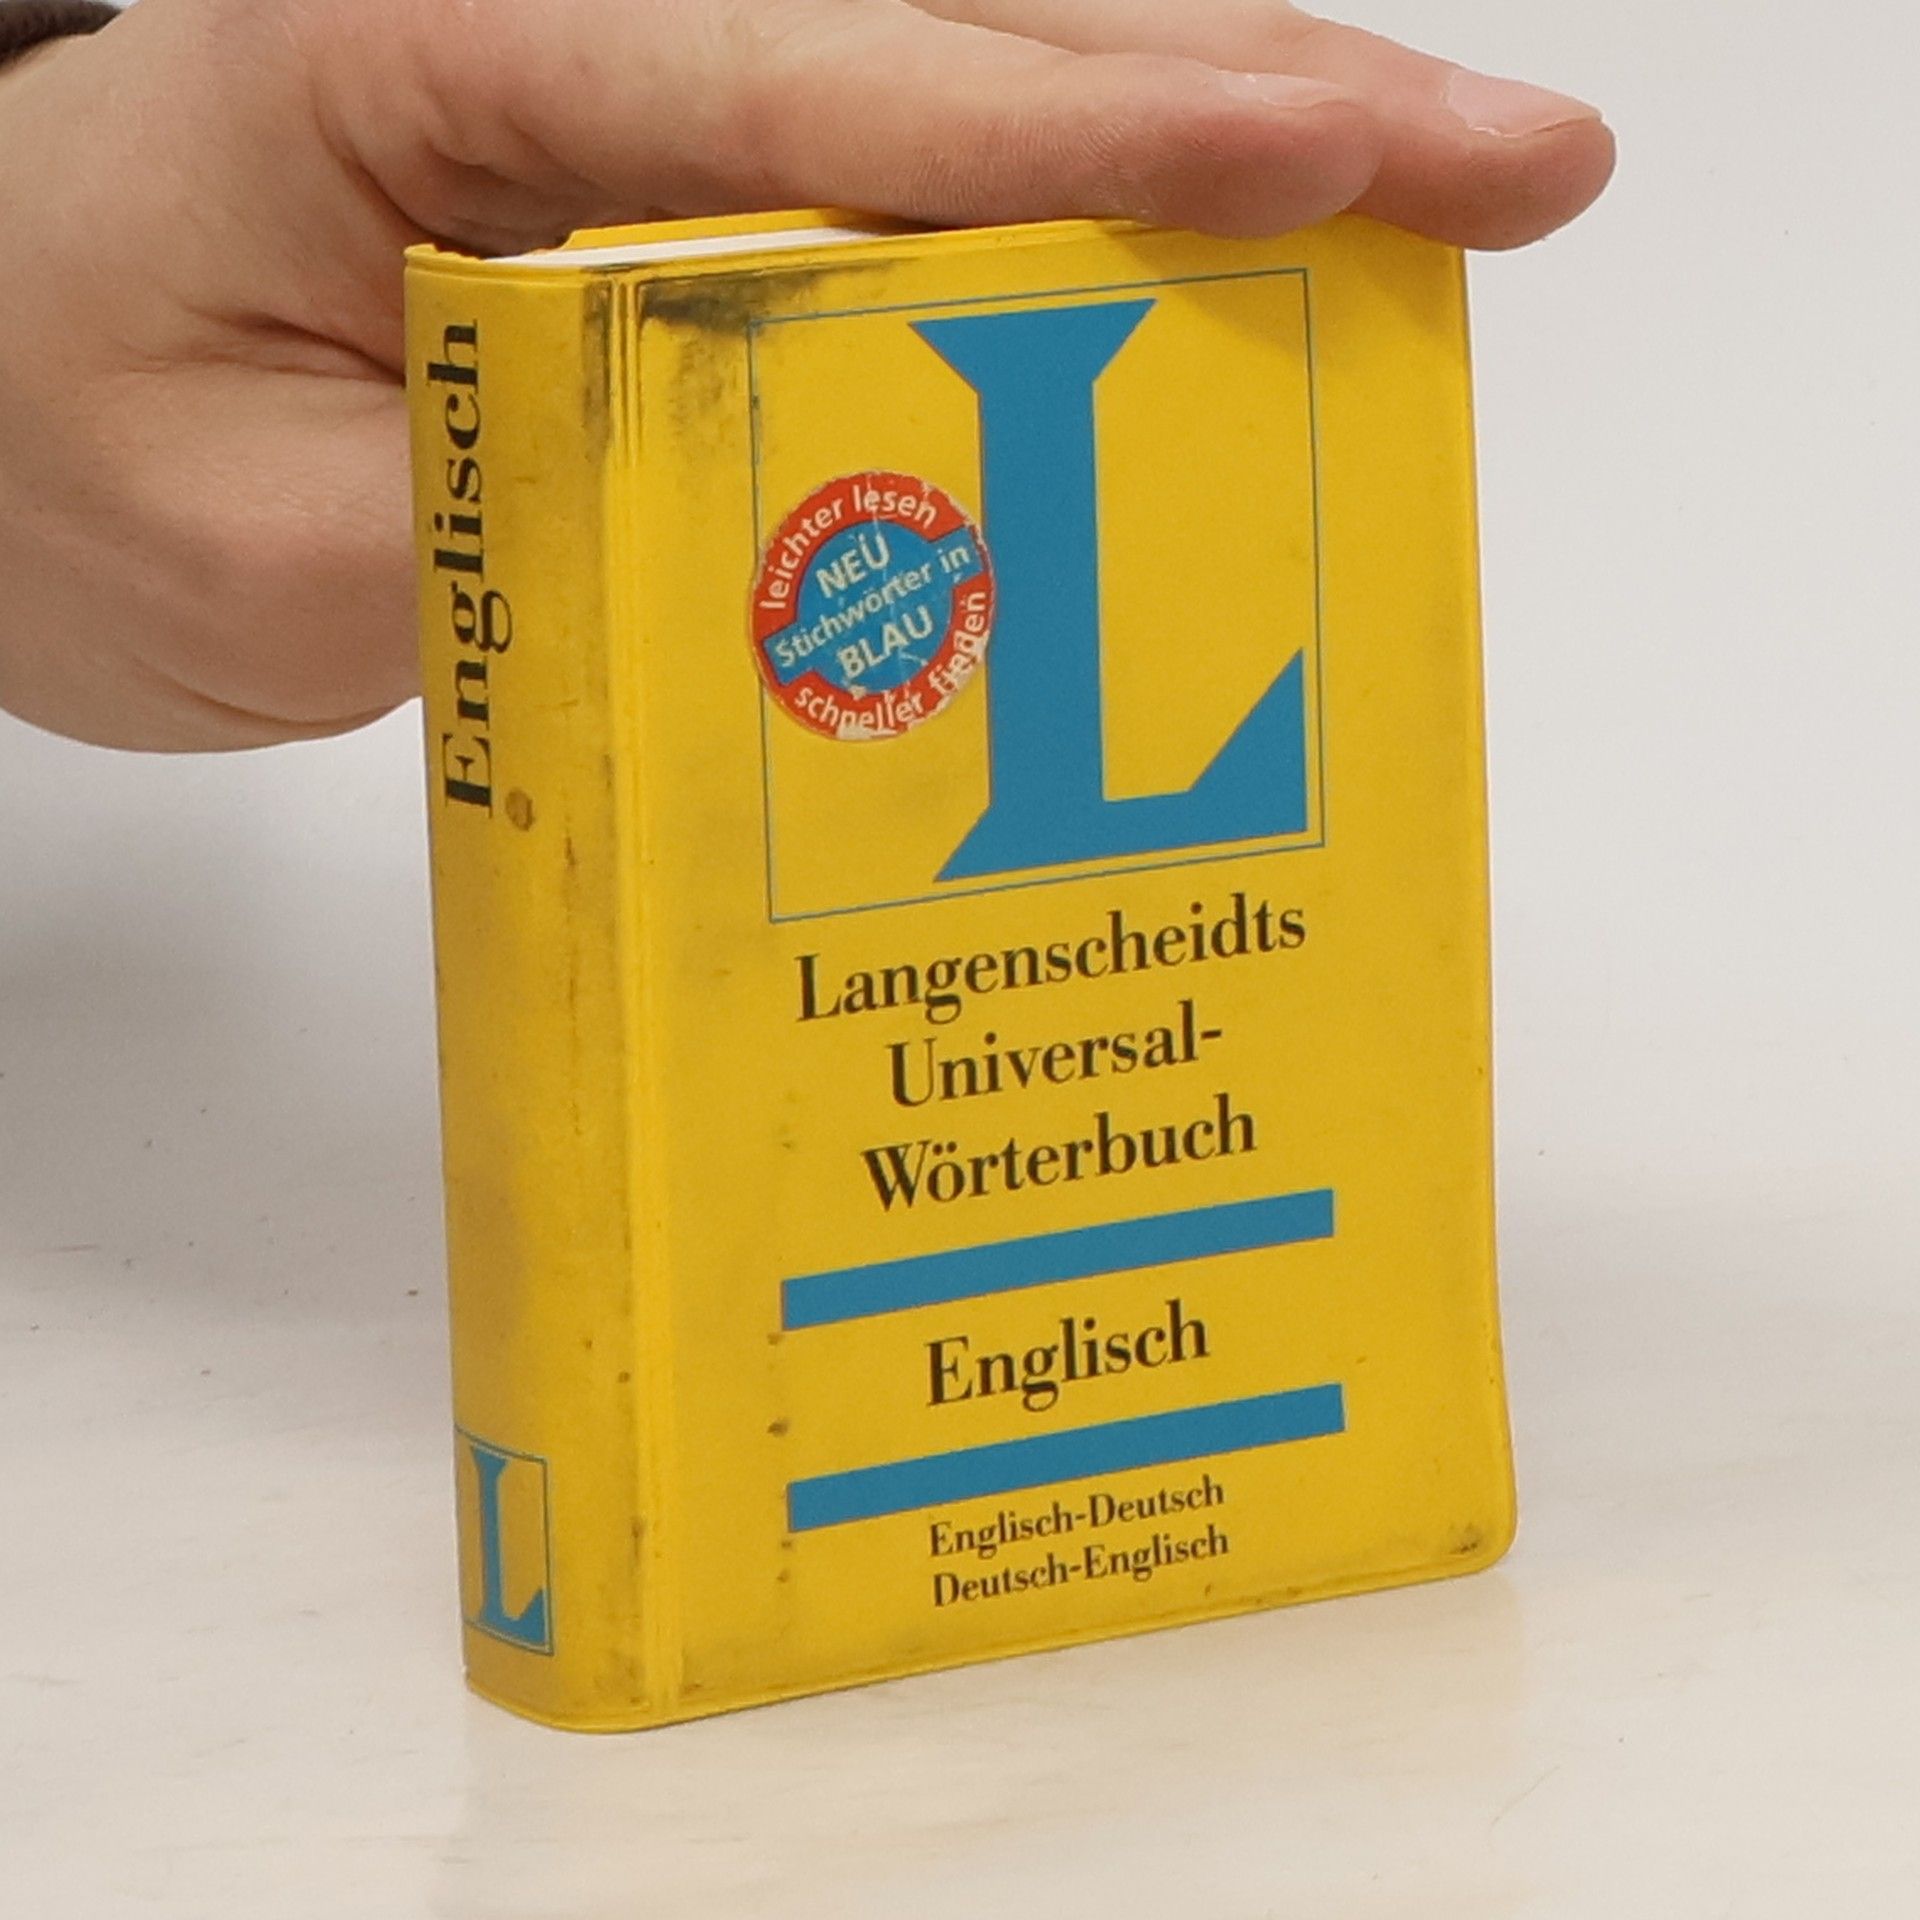 Englisch
L
L
leichter lesen
NEU
Stichwörter in
BLAU
schneller finden
Langenscheidts
Universal-
Wörterbuch
Englisch
Englisch-Deutsch
Deutsch-Englisch